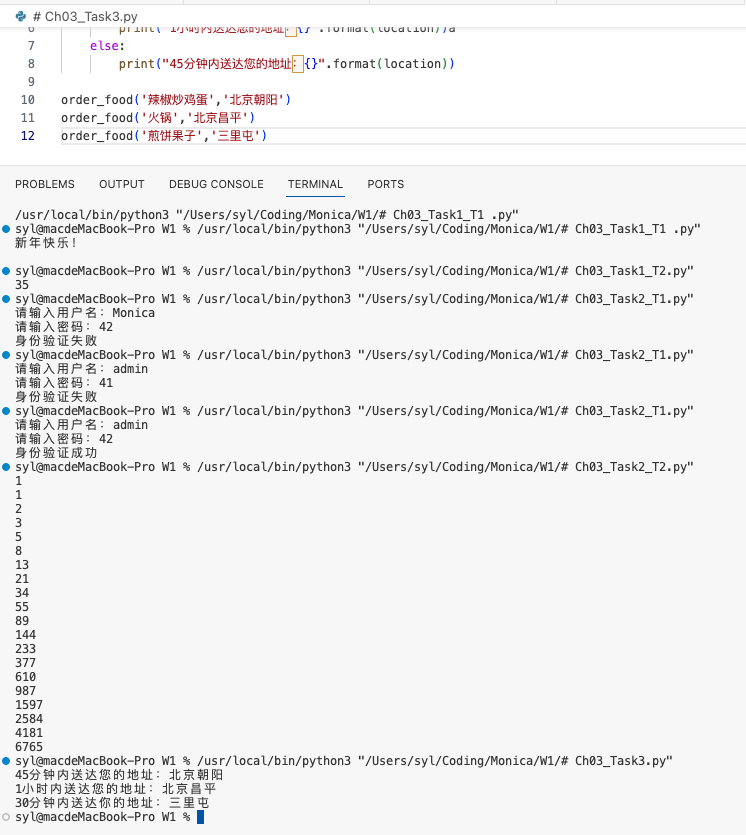 # Ch03_Task3.py
6 print("1小时内送达您的地址：{}".format(location))a
7 else:
8 print("45分钟内送达您的地址：{}".format(location))
9
10 order_food('辣椒炒鸡蛋','北京朝阳')
11 order_food('火锅','北京昌平')
12 order_food('煎饼果子','三里屯')
PROBLEMS OUTPUT DEBUG CONSOLE TERMINAL PORTS
/usr/local/bin/python3 "/Users/syl/Coding/Monica/W1/# Ch03_Task1_T1 .py"
syl@macdeMacBook-Pro W1 % /usr/local/bin/python3 "/Users/syl/Coding/Monica/W1/# Ch03_Task1_T1 .py"
新年快乐！
syl@macdeMacBook-Pro W1 % /usr/local/bin/python3 "/Users/syl/Coding/Monica/W1/# Ch03_Task1_T2.py"
35
syl@macdeMacBook-Pro W1 % /usr/local/bin/python3 "/Users/syl/Coding/Monica/W1/# Ch03_Task2_T1.py"
请输入用户名：Monica
请输入密码：42
身份验证失败
syl@macdeMacBook-Pro W1 % /usr/local/bin/python3 "/Users/syl/Coding/Monica/W1/# Ch03_Task2_T1.py"
请输入用户名：admin
请输入密码：41
身份验证失败
syl@macdeMacBook-Pro W1 % /usr/local/bin/python3 "/Users/syl/Coding/Monica/W1/# Ch03_Task2_T1.py"
请输入用户名：admin
请输入密码：42
身份验证成功
syl@macdeMacBook-Pro W1 % /usr/local/bin/python3 "/Users/syl/Coding/Monica/W1/# Ch03_Task2_T2.py"
1
1
2
3
5
8
13
21
34
55
89
144
233
377
610
987
1597
2584
4181
6765
syl@macdeMacBook-Pro W1 % /usr/local/bin/python3 "/Users/syl/Coding/Monica/W1/# Ch03_Task3.py"
45分钟内送达您的地址：北京朝阳
1小时内送达您的地址：北京昌平
30分钟内送达你的地址：三里屯
syl@macdeMacBook-Pro W1 %